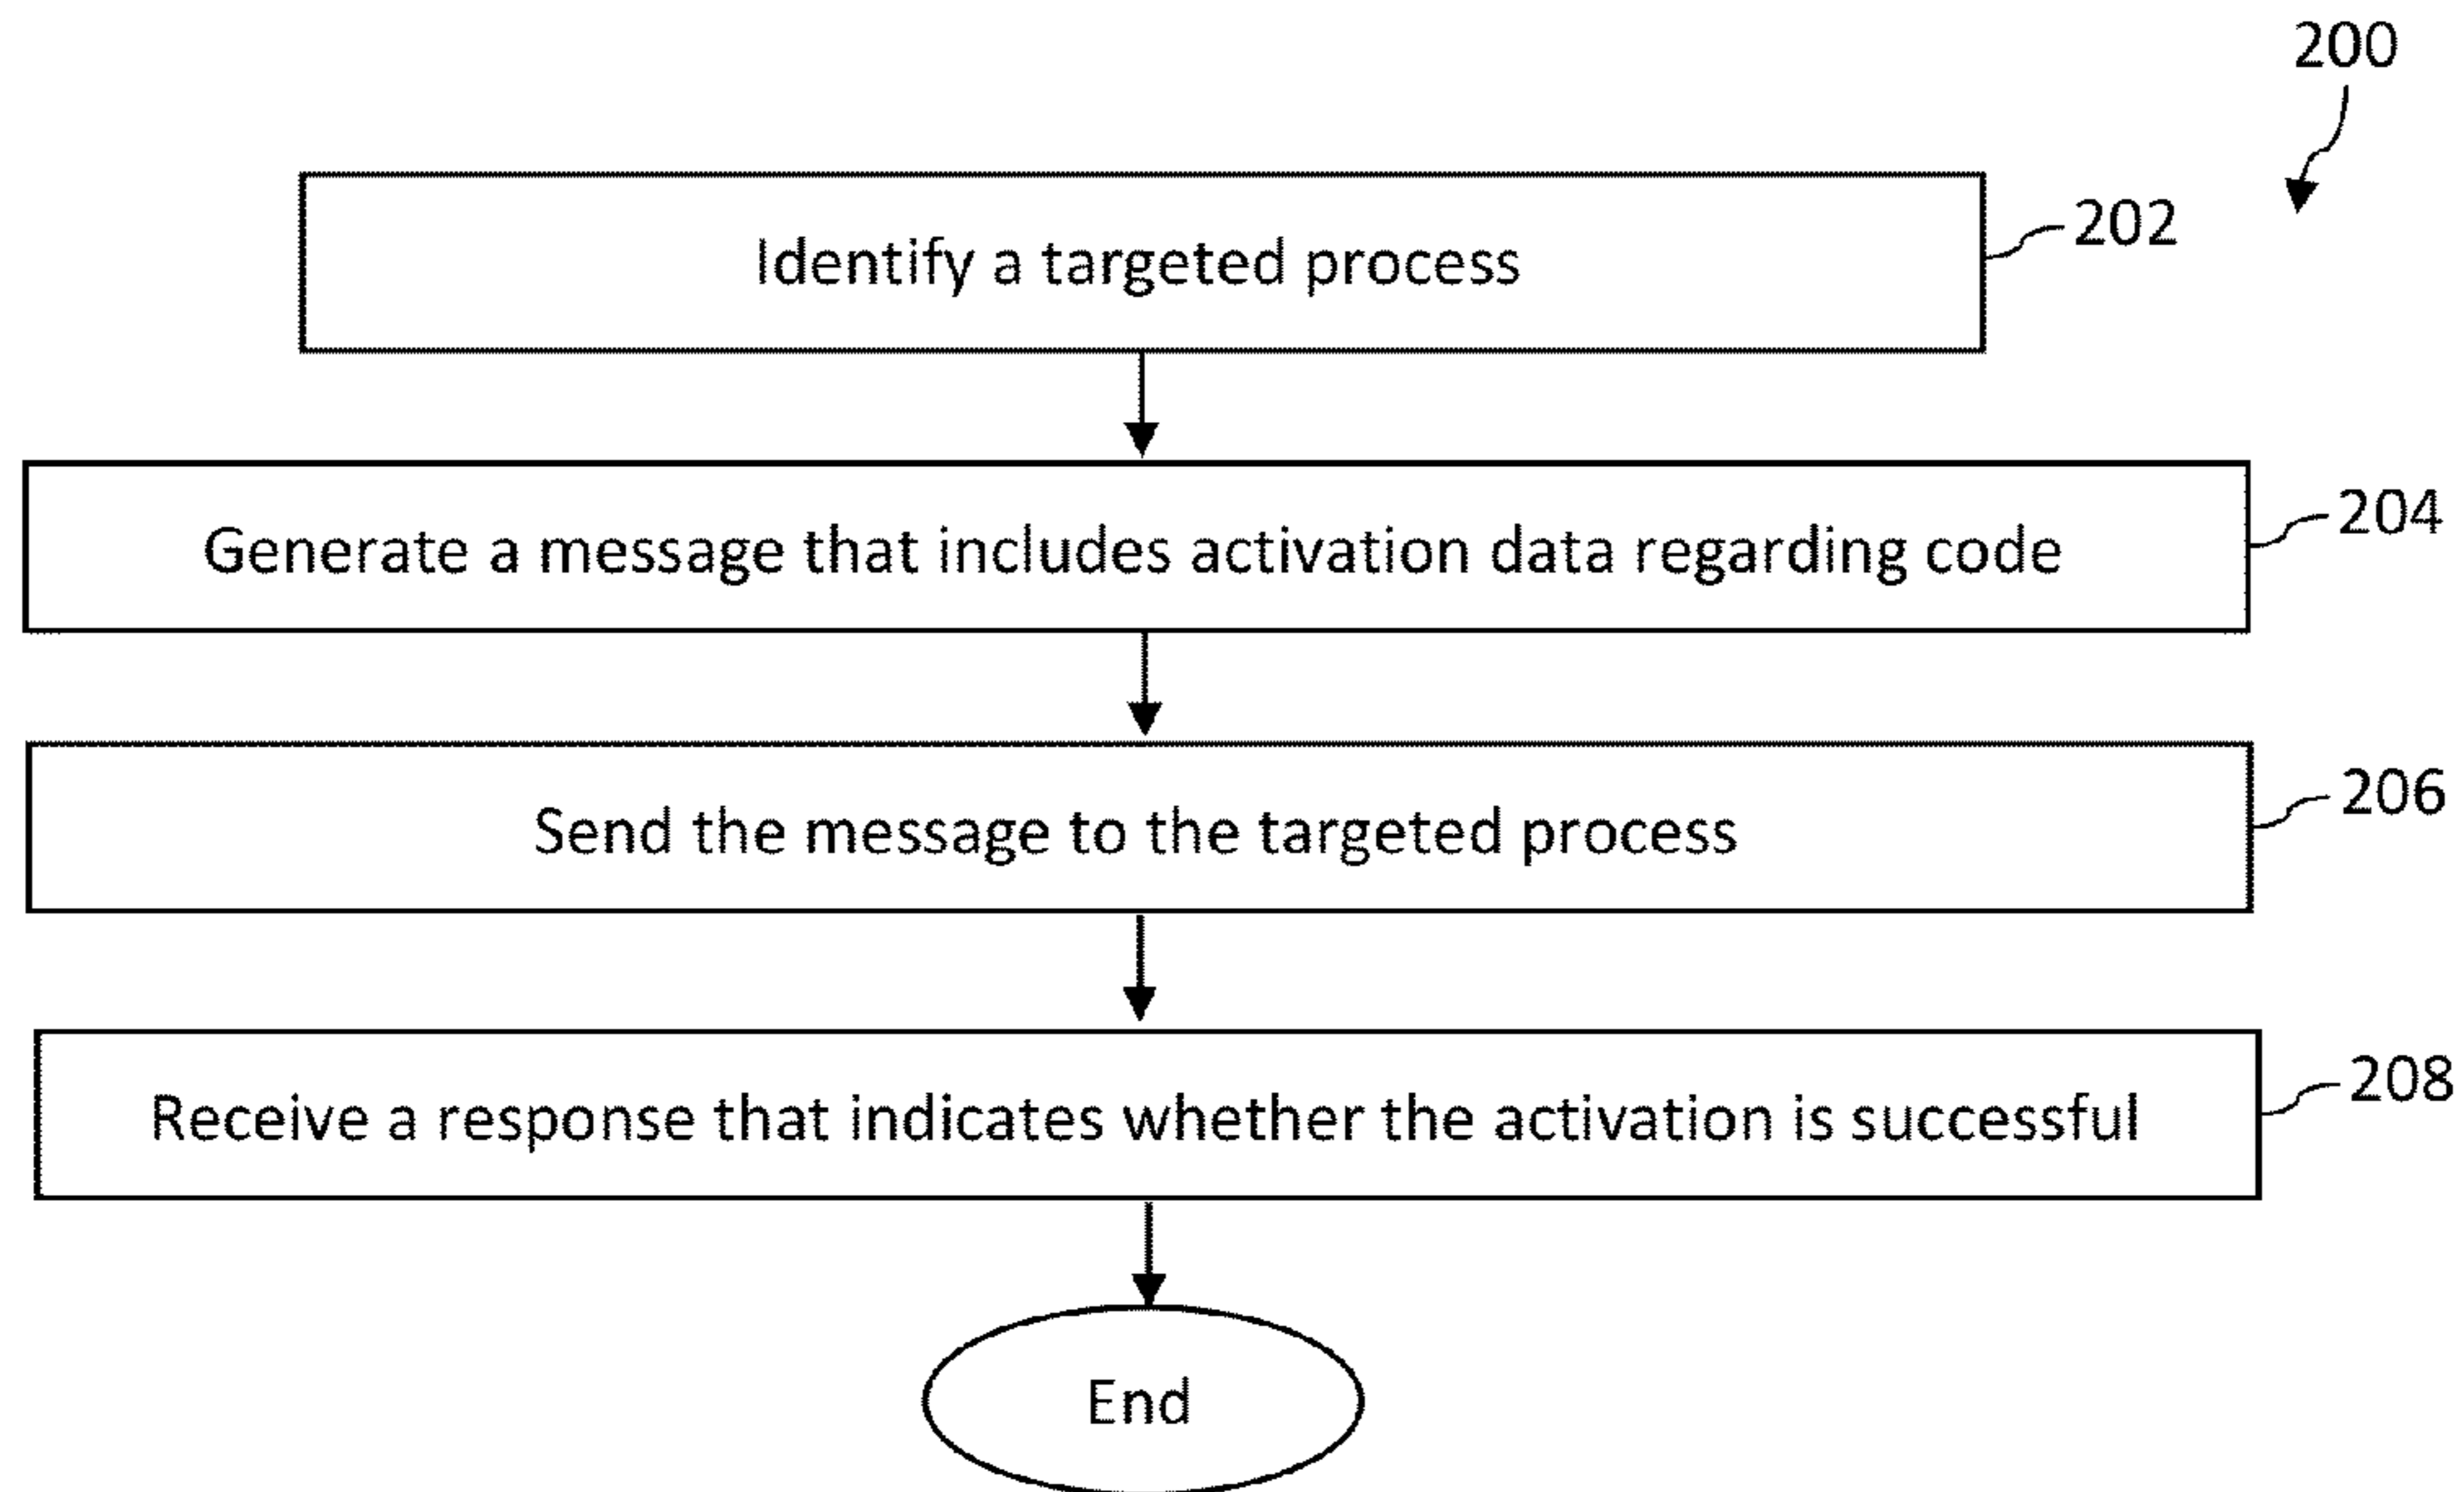 200
Identify a targeted process
202
Generate a message that includes activation data regarding code
204
Send the message to the targeted process
206
Receive a response that indicates whether the activation is successful
208
End